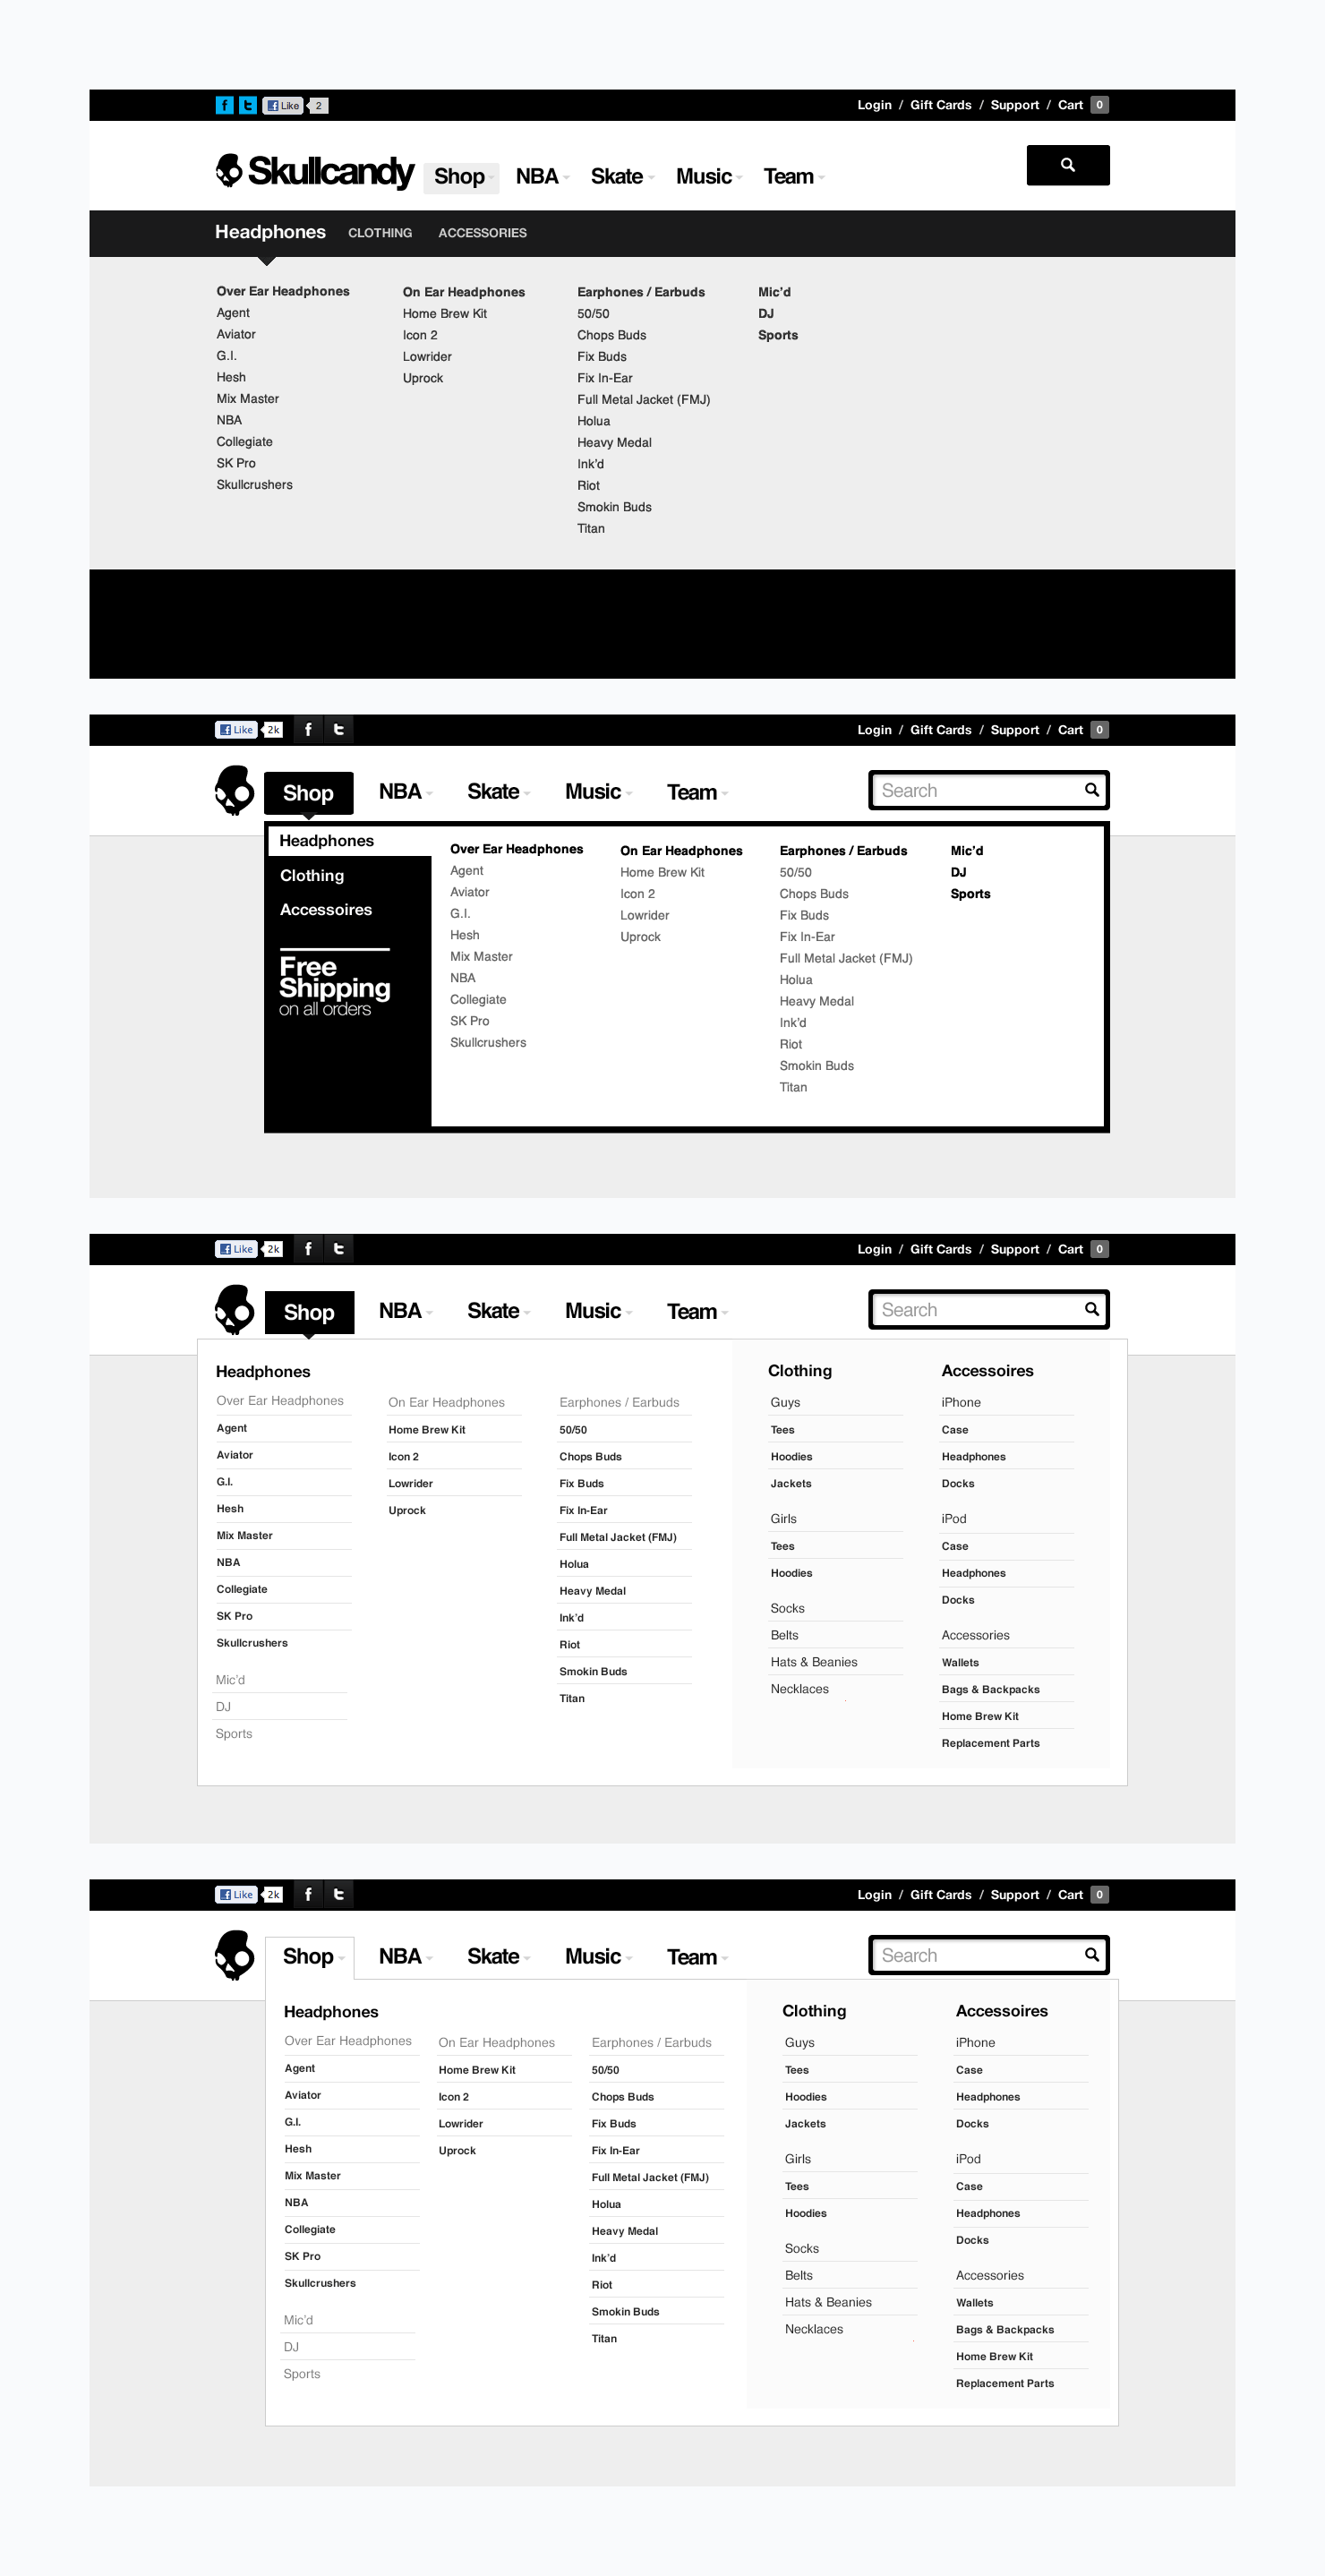 f t Like 2 Login / Gift Cards / Support / Cart 0
Skullcandy Shop NBA Skate Music Team
Headphones CLOTHING ACCESSORIES
Over Ear Headphones
Agent
Aviator
G.I.
Hesh
Mix Master
NBA
Collegiate
SK Pro
Skullcrushers
On Ear Headphones
Home Brew Kit
Icon 2
Lowrider
Uprock
Earphones / Earbuds
50/50
Chops Buds
Fix Buds
Fix In-Ear
Full Metal Jacket (FMJ)
Holua
Heavy Medal
Ink'd
Riot
Smokin Buds
Titan
Mic'd
DJ
Sports
Like 2k f t Login / Gift Cards / Support / Cart 0
Shop NBA Skate Music Team Search
Headphones
Clothing
Accessoires
Free
Shipping
on all orders
Over Ear Headphones
Agent
Aviator
G.I.
Hesh
Mix Master
NBA
Collegiate
SK Pro
Skullcrushers
On Ear Headphones
Home Brew Kit
Icon 2
Lowrider
Uprock
Earphones / Earbuds
50/50
Chops Buds
Fix Buds
Fix In-Ear
Full Metal Jacket (FMJ)
Holua
Heavy Medal
Ink'd
Riot
Smokin Buds
Titan
Mic'd
DJ
Sports
Like 2k f t Login / Gift Cards / Support / Cart 0
Shop NBA Skate Music Team Search
Headphones
Over Ear Headphones
Agent
Aviator
G.I.
Hesh
Mix Master
NBA
Collegiate
SK Pro
Skullcrushers
Mic'd
DJ
Sports
On Ear Headphones
Home Brew Kit
Icon 2
Lowrider
Uprock
Earphones / Earbuds
50/50
Chops Buds
Fix Buds
Fix In-Ear
Full Metal Jacket (FMJ)
Holua
Heavy Medal
Ink'd
Riot
Smokin Buds
Titan
Clothing
Guys
Tees
Hoodies
Jackets
Girls
Tees
Hoodies
Socks
Belts
Hats & Beanies
Necklaces
Accessoires
iPhone
Case
Headphones
Docks
iPod
Case
Headphones
Docks
Accessories
Wallets
Bags & Backpacks
Home Brew Kit
Replacement Parts
Like 2k f t Login / Gift Cards / Support / Cart 0
Shop NBA Skate Music Team Search
Headphones
Over Ear Headphones
Agent
Aviator
G.I.
Hesh
Mix Master
NBA
Collegiate
SK Pro
Skullcrushers
Mic'd
DJ
Sports
On Ear Headphones
Home Brew Kit
Icon 2
Lowrider
Uprock
Earphones / Earbuds
50/50
Chops Buds
Fix Buds
Fix In-Ear
Full Metal Jacket (FMJ)
Holua
Heavy Medal
Ink'd
Riot
Smokin Buds
Titan
Clothing
Guys
Tees
Hoodies
Jackets
Girls
Tees
Hoodies
Socks
Belts
Hats & Beanies
Necklaces
Accessoires
iPhone
Case
Headphones
Docks
iPod
Case
Headphones
Docks
Accessories
Wallets
Bags & Backpacks
Home Brew Kit
Replacement Parts